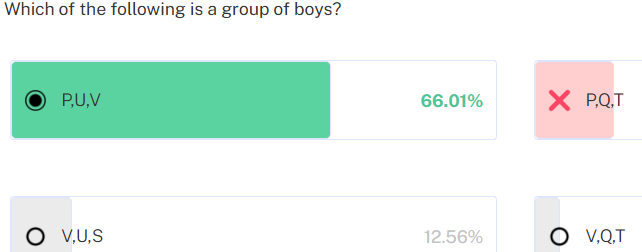 Which of the following is a group of boys?
P,U,V 66.01% P,Q,T
V,U,S 12.56% V,Q,T